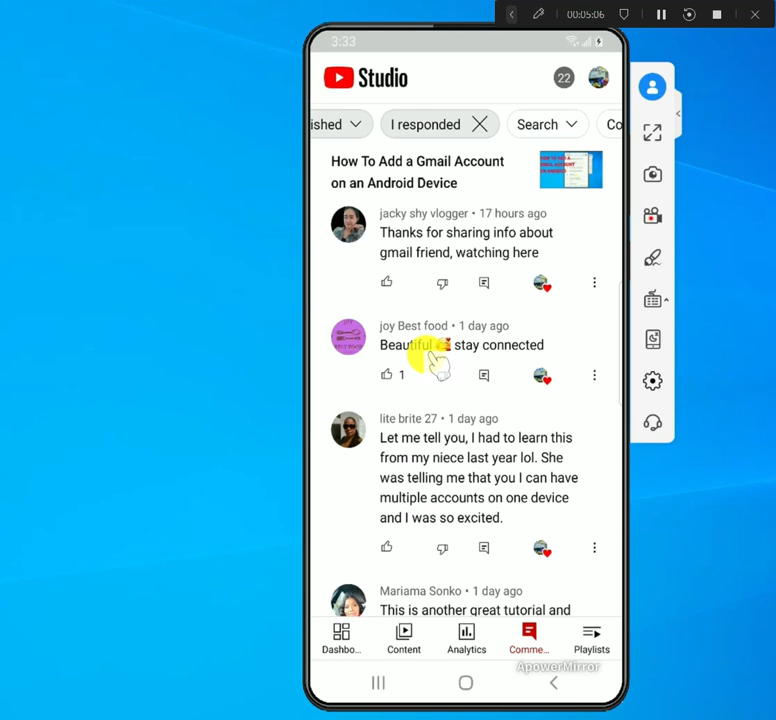 00:05:06
3:33
Studio
22
ished
I responded
Search
Co
How To Add a Gmail Account
on an Android Device
jacky shy vlogger • 17 hours ago
Thanks for sharing info about
gmail friend, watching here
joy Best food • 1 day ago
Beautiful 🥰 stay connected
1
lite brite 27 • 1 day ago
Let me tell you, I had to learn this
from my niece last year lol. She
was telling me that you I can have
multiple accounts on one device
and I was so excited.
Mariama Sonko • 1 day ago
This is another great tutorial and
Dashbo...
Content
Analytics
Comme...
Playlists
ApowerMirror